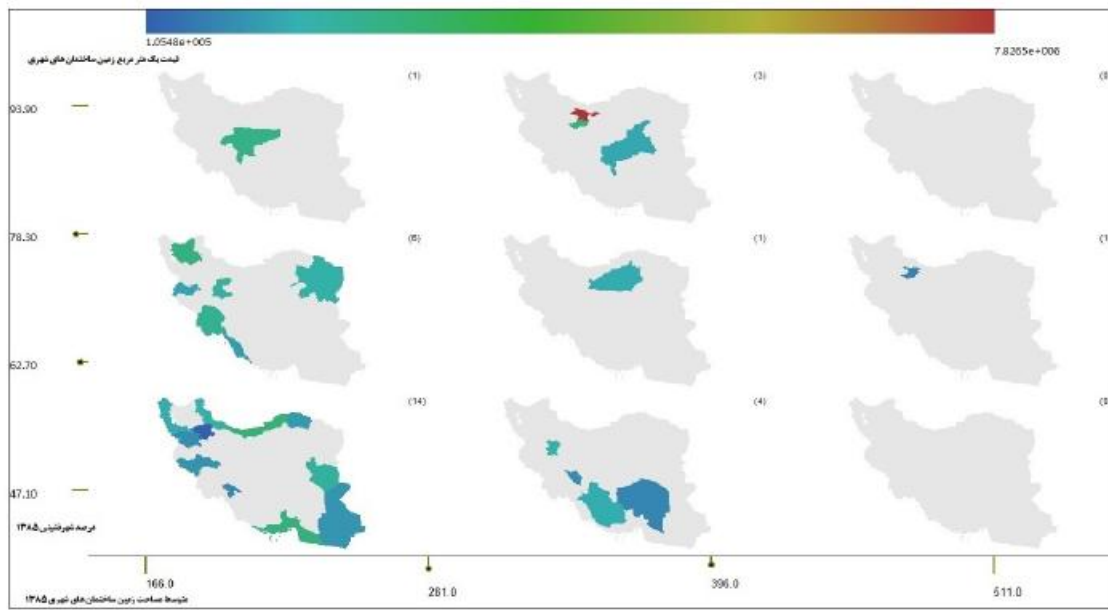 1.0548e+005
7.8265e+006
قیمت یک متر مربع زمین ساختمان های شهری
(1)
(3)
93.90
78.30
(6)
(1)
62.70
(14)
(4)
47.10
درصد شهرنشینی ۱۳۸۵
166.0
281.0
396.0
511.0
متوسط مساحت زمین ساختمان های شهری ۱۳۸۵